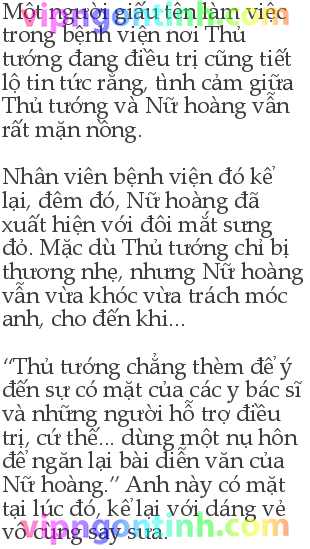 Một người giấu tên làm việc
trong bệnh viện nơi Thủ
tướng đang điều trị cũng tiết
lộ tin tức rằng, tình cảm giữa
Thủ tướng và Nữ hoàng vẫn
rất mặn nồng.
Nhân viên bệnh viện đó kể
lại, đêm đó, Nữ hoàng đã
xuất hiện với đôi mắt sưng
đỏ. Mặc dù Thủ tướng chỉ bị
thương nhẹ, nhưng Nữ hoàng
vẫn vừa khóc vừa trách móc
anh, cho đến khi...
“Thủ tướng chẳng thèm để ý
đến sự có mặt của các y bác sĩ
và những người hỗ trợ điều
trị, cứ thế... dùng một nụ hôn
để ngăn lại bài diễn văn của
Nữ hoàng.” Anh này có mặt
tại lúc đó, kể lại với dáng vẻ
vô cùng say sưa.
vipngontinh.com
vipngontinh.com